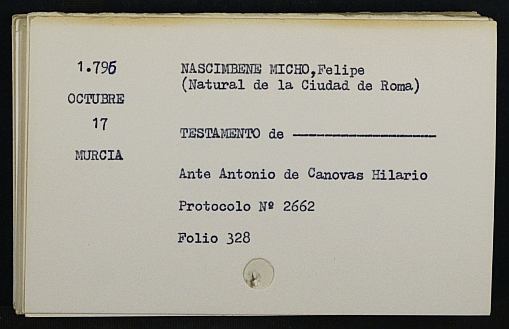 1.796
OCTUBRE
17
MURCIA
NASCIMBENE MICHO,Felipe
(Natural de la Ciudad de Roma)
TESTAMENTO de ----------------
Ante Antonio de Canovas Hilario
Protocolo Nº 2662
Folio 328